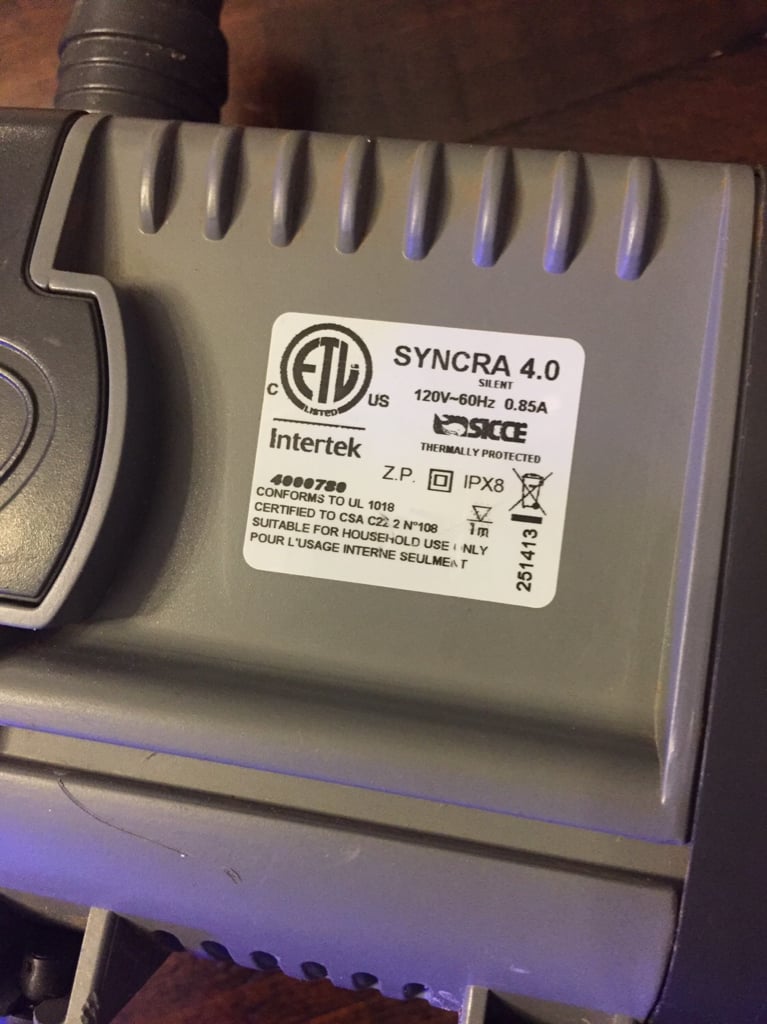 ETL
LISTED
C
US
Intertek
SYNCRA 4.0
SILENT
120V~60Hz 0.85A
SICCE
THERMALLY PROTECTED
Z.P. IPX8
4000780
1m
CONFORMS TO UL 1018
CERTIFIED TO CSA C22 2 N°108
SUITABLE FOR HOUSEHOLD USE ONLY
POUR L'USAGE INTERNE SEULMENT
251413